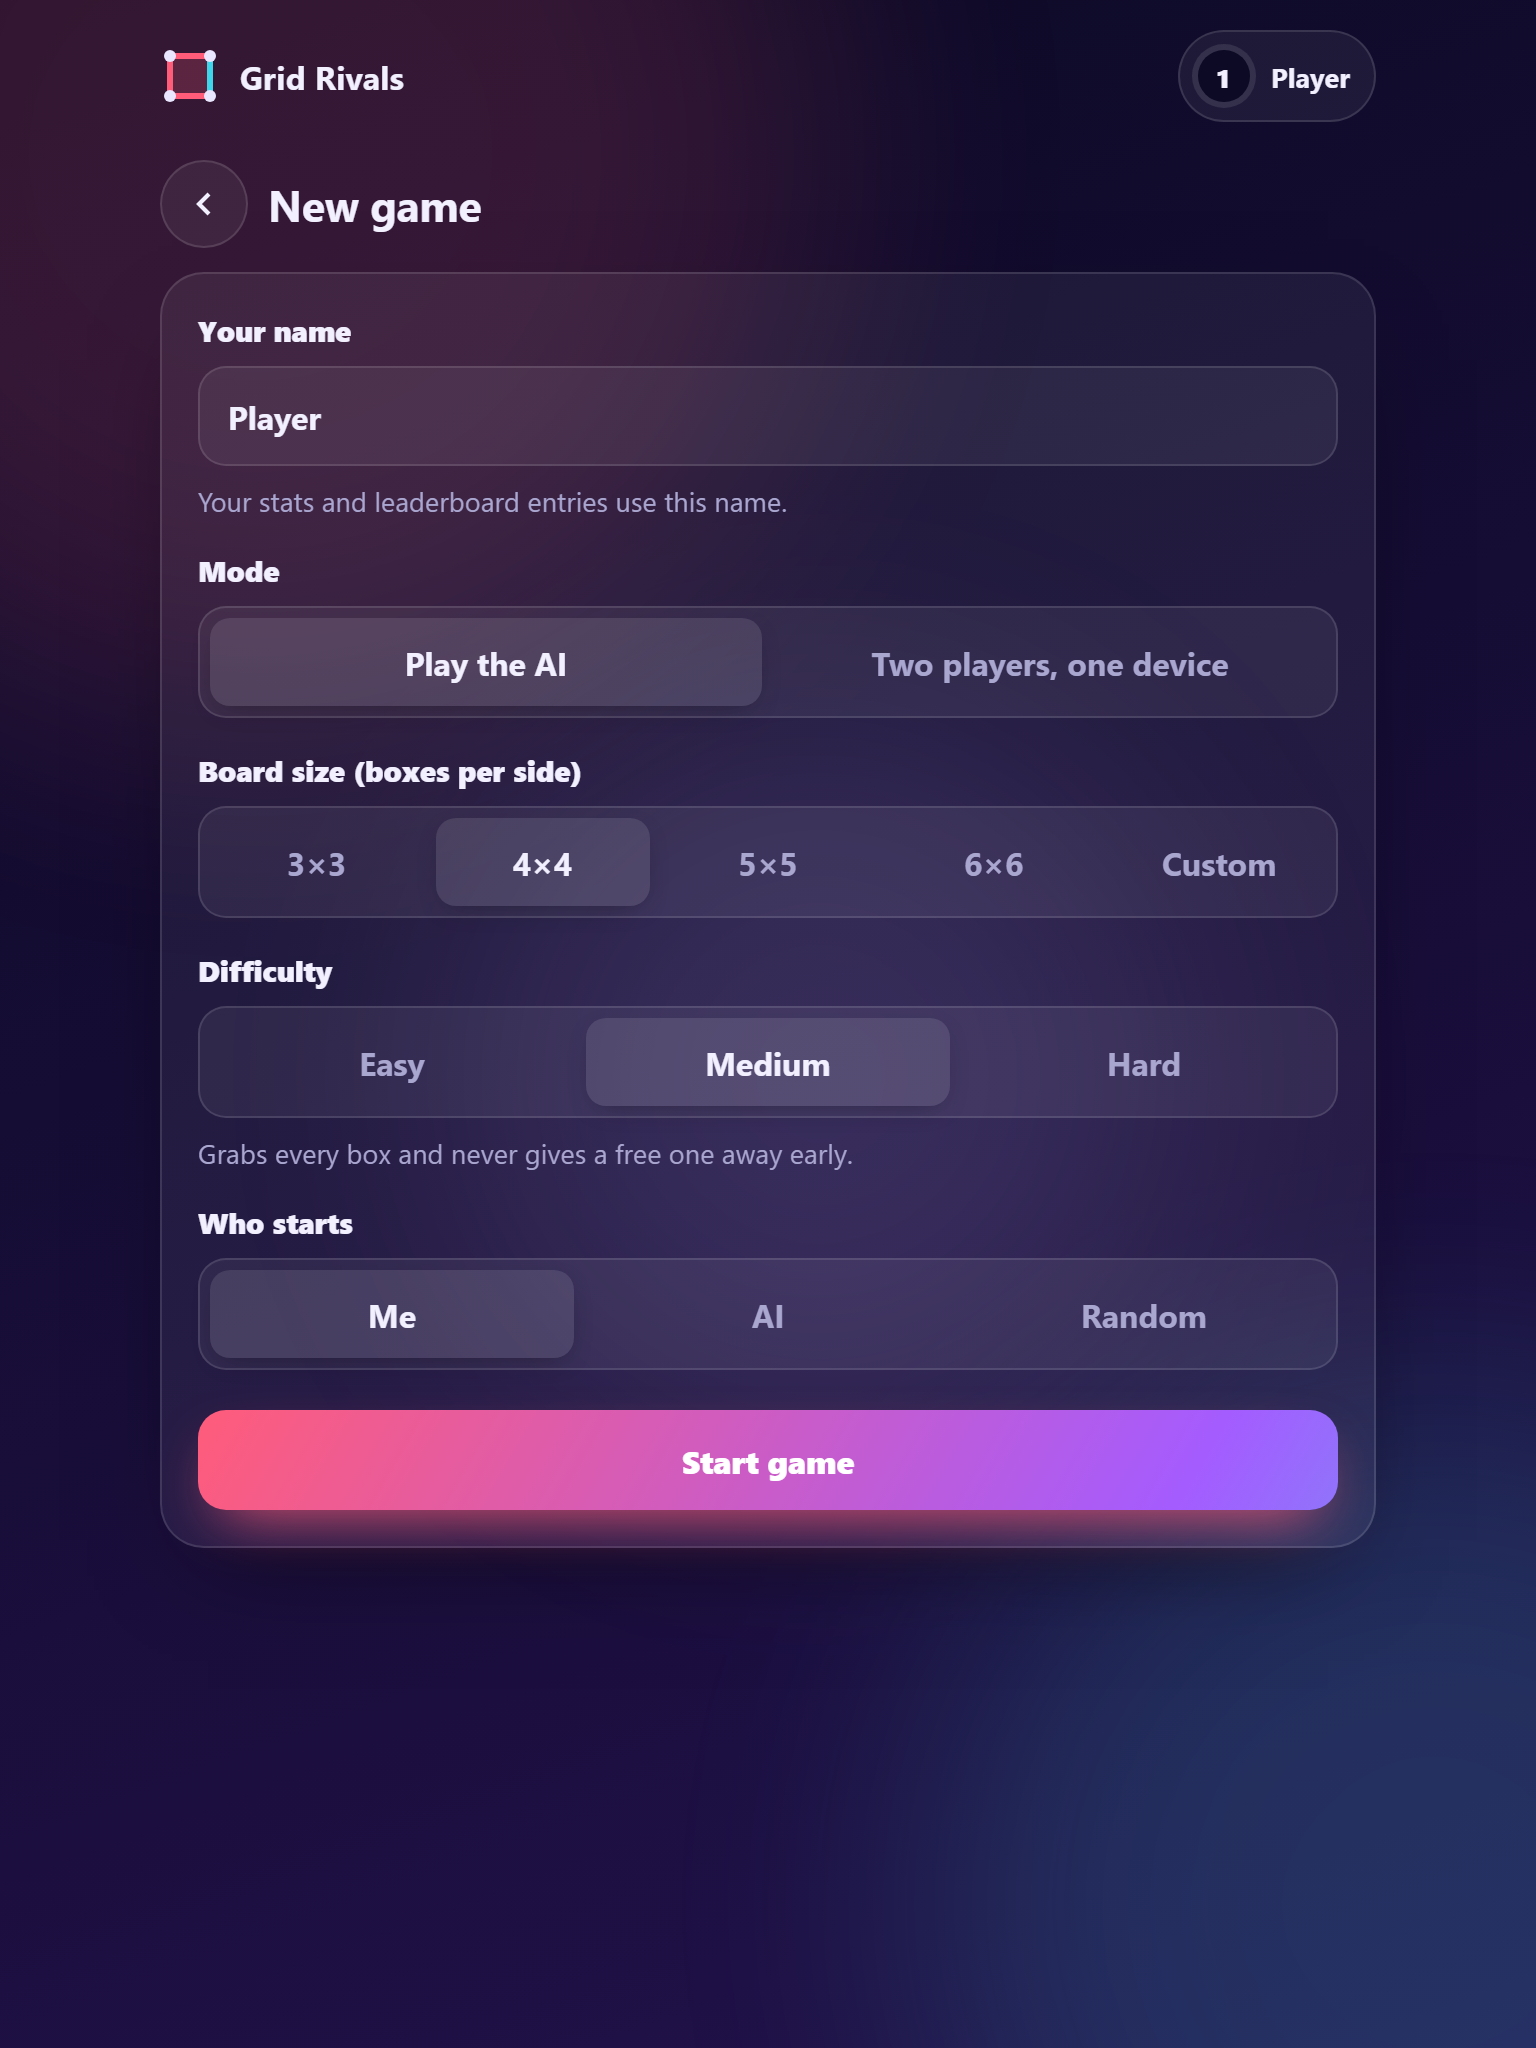 Grid Rivals
1 Player
New game
Your name
Player
Your stats and leaderboard entries use this name.
Mode
Play the AI Two players, one device
Board size (boxes per side)
3×3 4×4 5×5 6×6 Custom
Difficulty
Easy Medium Hard
Grabs every box and never gives a free one away early.
Who starts
Me AI Random
Start game